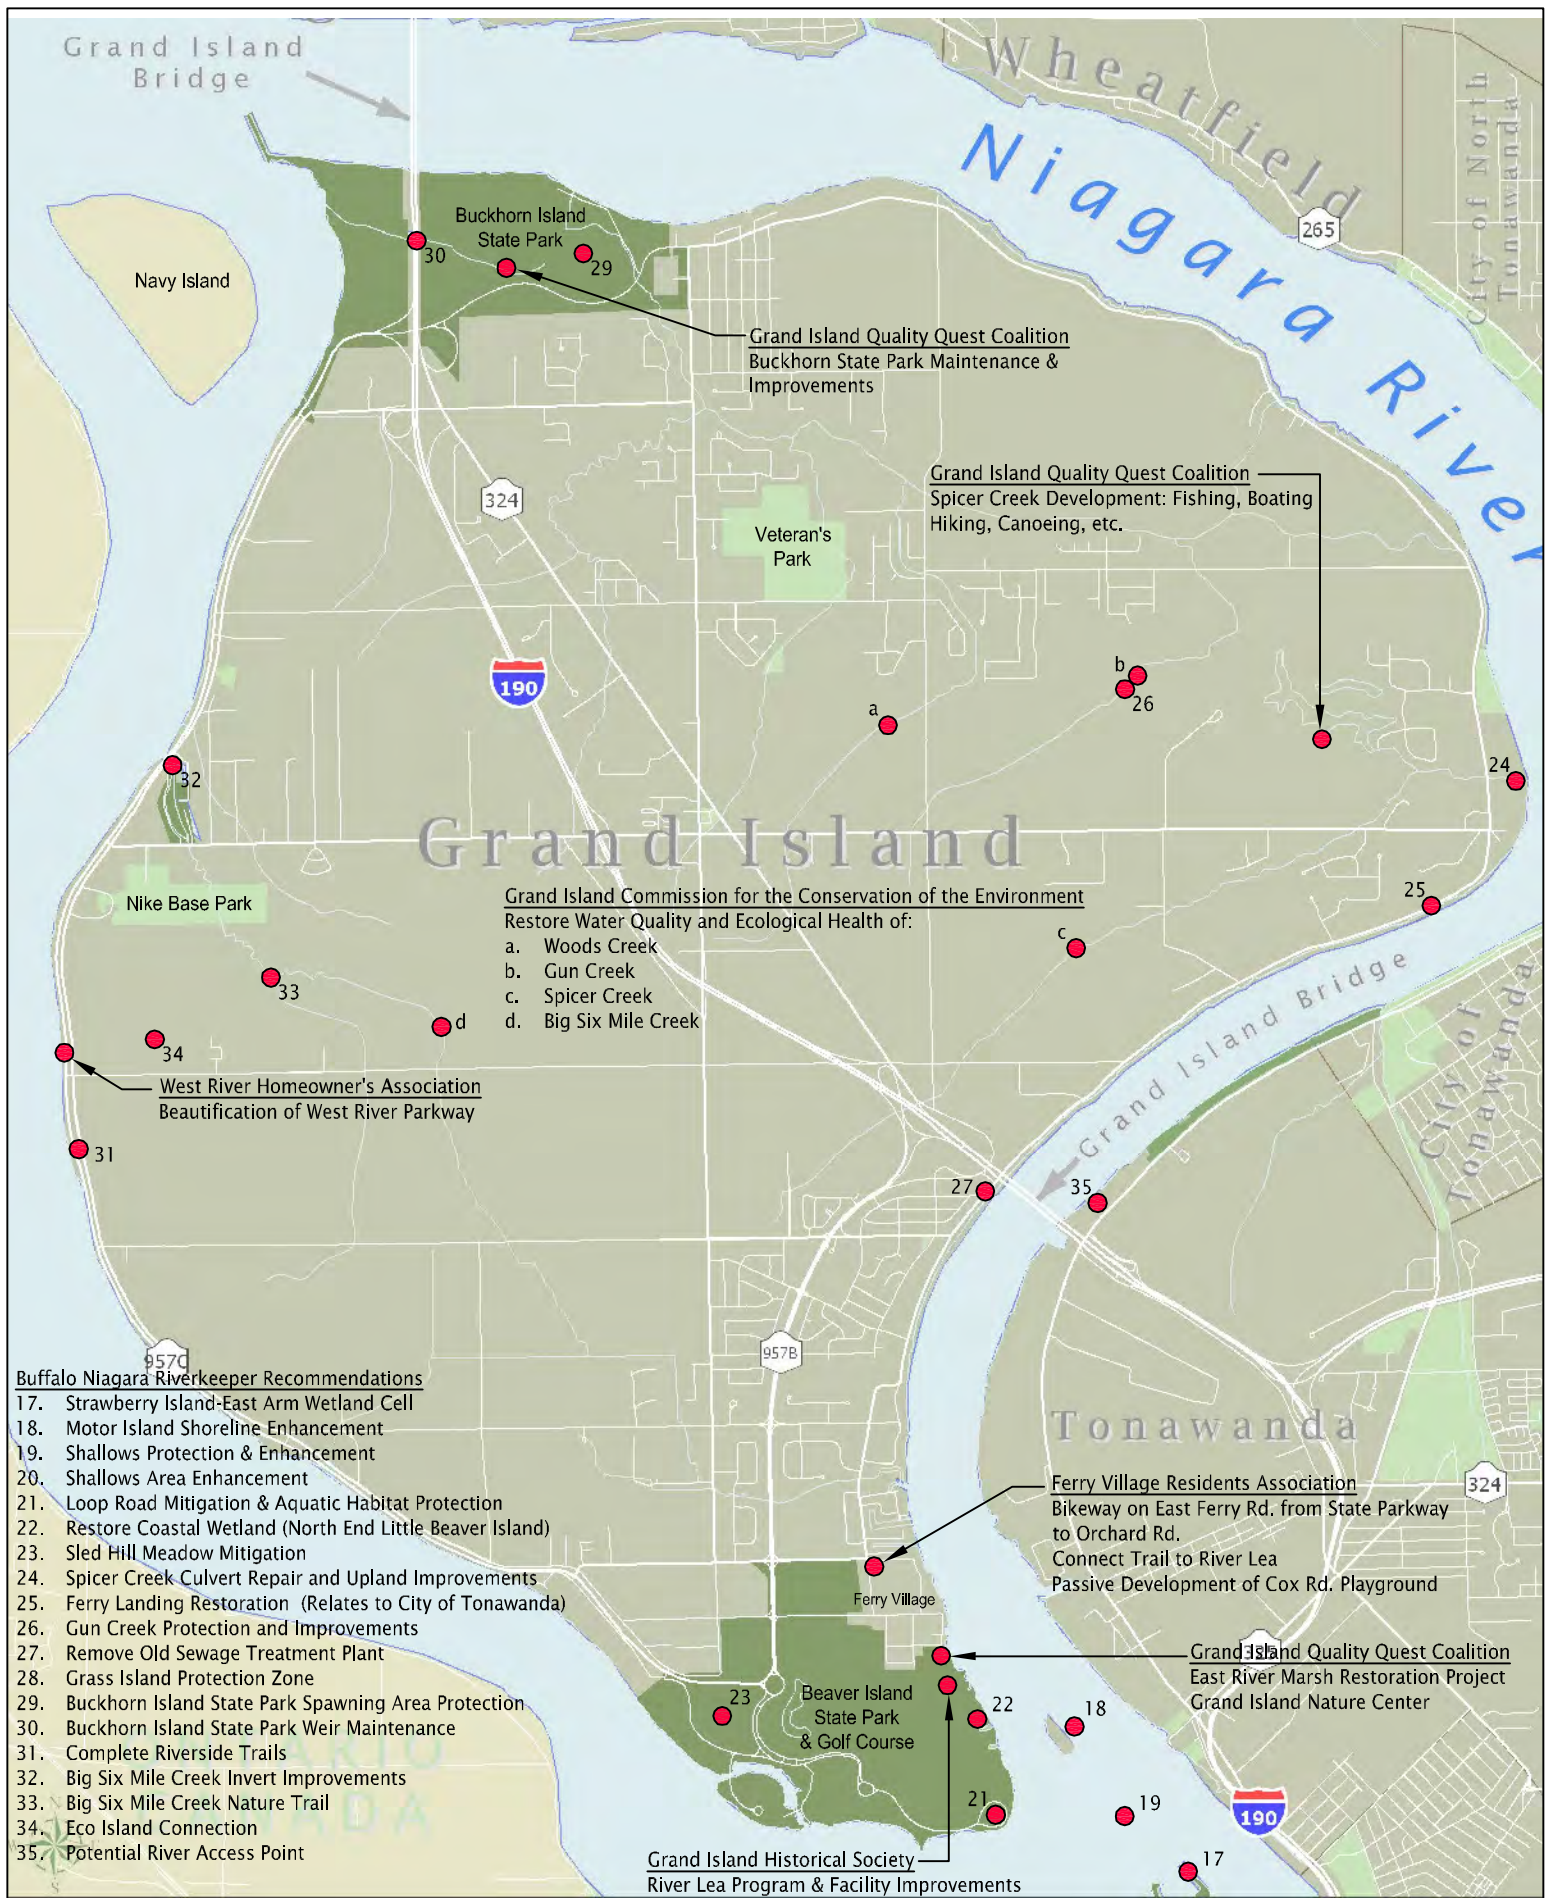 Grand Island
Bridge
Wheatfield
City of North
Tonawanda
Niagara River
265
Buckhorn Island
State Park
30
29
Navy Island
Grand Island Quality Quest Coalition
Buckhorn State Park Maintenance &
Improvements
324
Grand Island Quality Quest Coalition
Spicer Creek Development: Fishing, Boating
Hiking, Canoeing, etc.
Veteran's
Park
190
b
26
a
24
32
Grand Island
Nike Base Park
25
Grand Island Commission for the Conservation of the Environment
Restore Water Quality and Ecological Health of:
a. Woods Creek
b. Gun Creek
c. Spicer Creek
d. Big Six Mile Creek
c
33
d
34
Grand Island Bridge
City of
Tonawanda
West River Homeowner's Association
Beautification of West River Parkway
31
27
35
957B
957C
Buffalo Niagara Riverkeeper Recommendations
17. Strawberry Island-East Arm Wetland Cell
18. Motor Island Shoreline Enhancement
19. Shallows Protection & Enhancement
20. Shallows Area Enhancement
21. Loop Road Mitigation & Aquatic Habitat Protection
22. Restore Coastal Wetland (North End Little Beaver Island)
23. Sled Hill Meadow Mitigation
24. Spicer Creek Culvert Repair and Upland Improvements
25. Ferry Landing Restoration (Relates to City of Tonawanda)
26. Gun Creek Protection and Improvements
27. Remove Old Sewage Treatment Plant
28. Grass Island Protection Zone
29. Buckhorn Island State Park Spawning Area Protection
30. Buckhorn Island State Park Weir Maintenance
31. Complete Riverside Trails
32. Big Six Mile Creek Invert Improvements
33. Big Six Mile Creek Nature Trail
34. Eco Island Connection
35. Potential River Access Point
ONTARIO
CANADA
N
S
Tonawanda
324
Ferry Village Residents Association
Bikeway on East Ferry Rd. from State Parkway
to Orchard Rd.
Connect Trail to River Lea
Passive Development of Cox Rd. Playground
Ferry Village
Grand Island Quality Quest Coalition
East River Marsh Restoration Project
Grand Island Nature Center
23
Beaver Island
State Park
& Golf Course
22
18
21
19
190
17
Grand Island Historical Society
River Lea Program & Facility Improvements